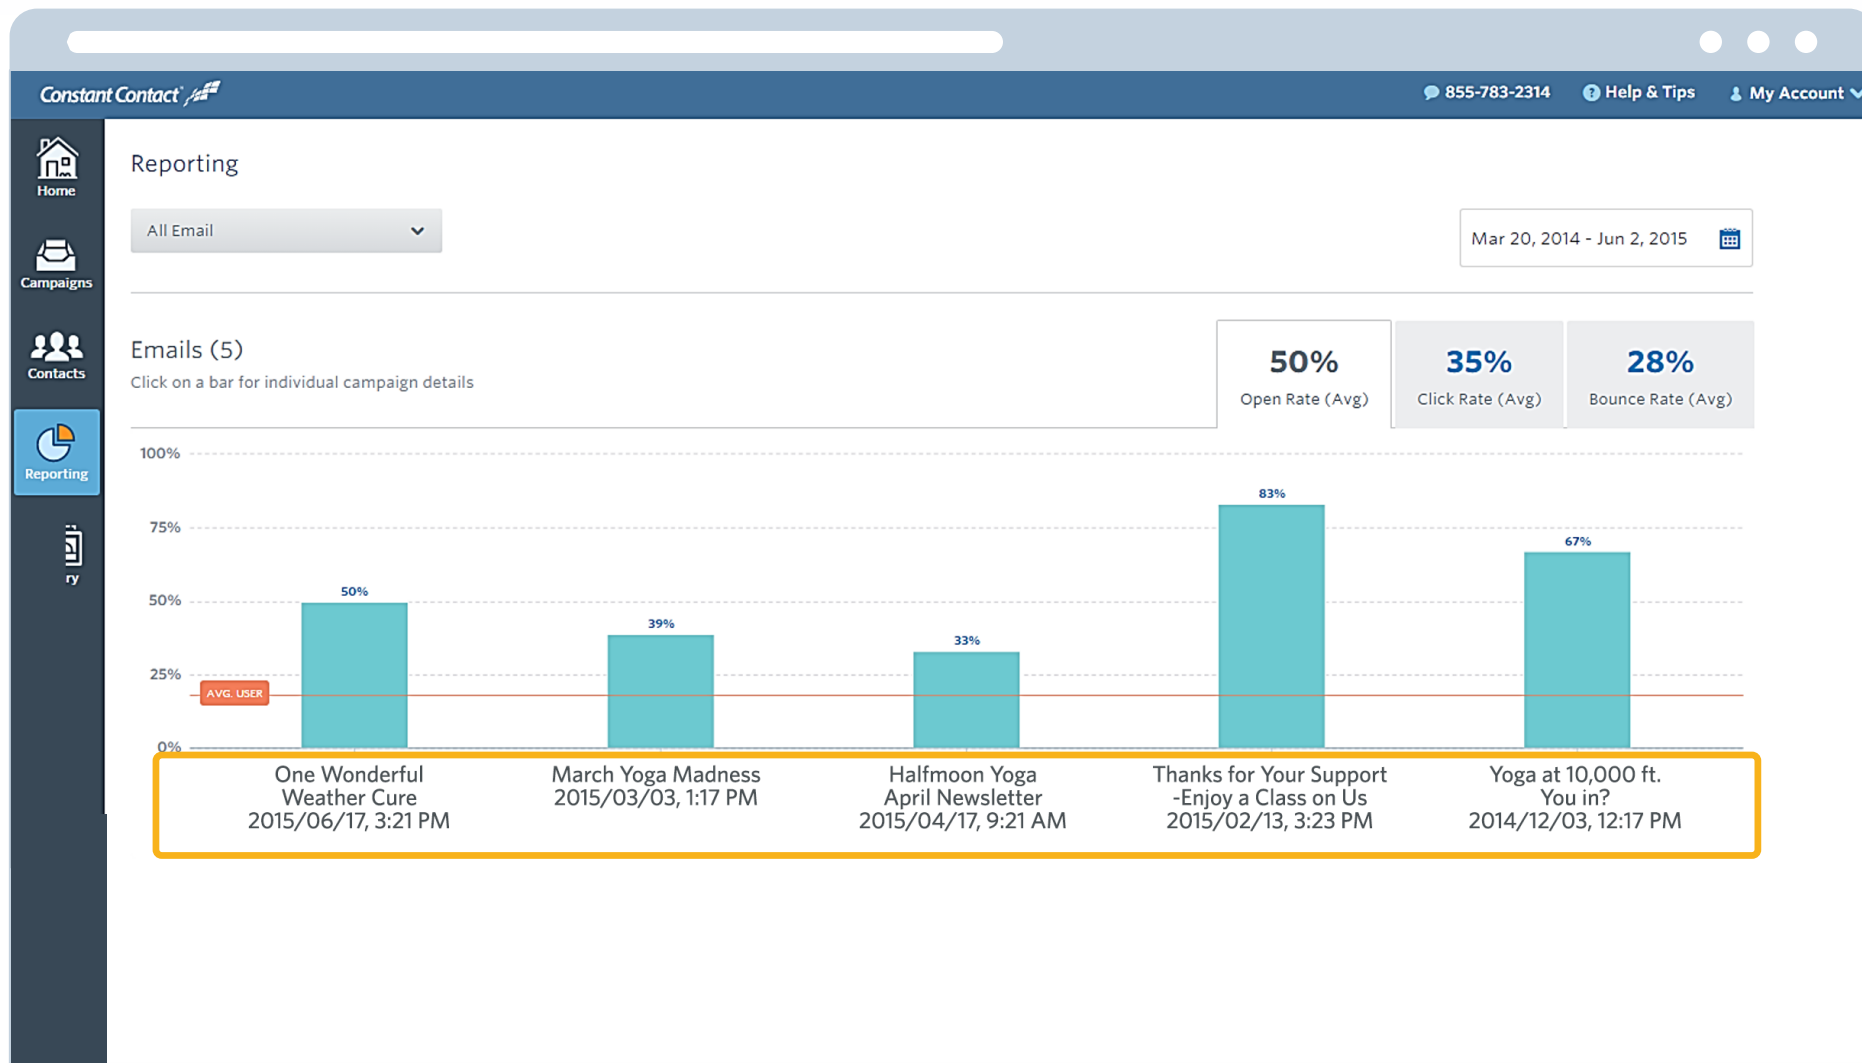 Constant Contact
855-783-2314
Help & Tips
My Account
Home
Campaigns
Contacts
Reporting
ry
Reporting
All Email
Mar 20, 2014 - Jun 2, 2015
Emails (5)
Click on a bar for individual campaign details
50%
Open Rate (Avg)
35%
Click Rate (Avg)
28%
Bounce Rate (Avg)
100%
75%
50%
25%
0%
AVG. USER
50%
39%
33%
83%
67%
One Wonderful
Weather Cure
2015/06/17, 3:21 PM
March Yoga Madness
2015/03/03, 1:17 PM
Halfmoon Yoga
April Newsletter
2015/04/17, 9:21 AM
Thanks for Your Support
-Enjoy a Class on Us
2015/02/13, 3:23 PM
Yoga at 10,000 ft.
You in?
2014/12/03, 12:17 PM